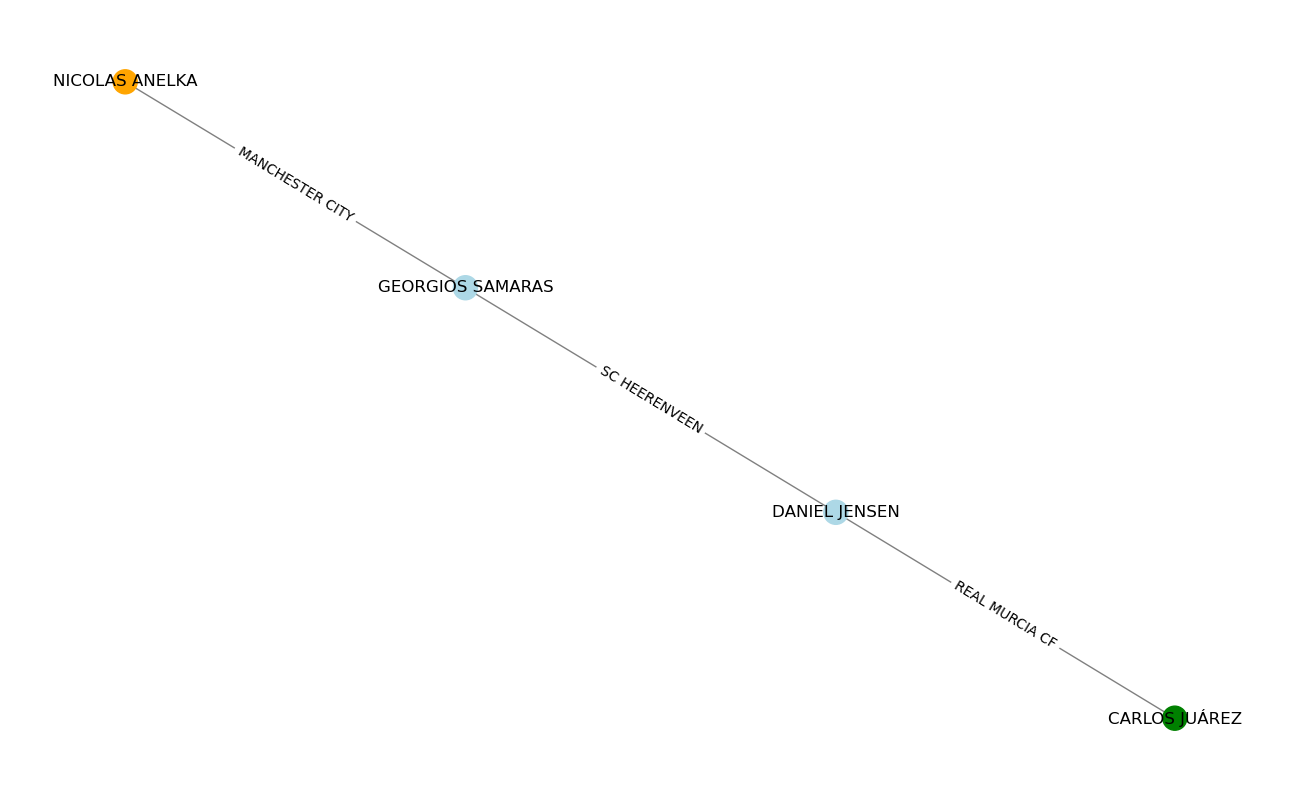 NICOLAS ANELKA
MANCHESTER CITY
GEORGIOS SAMARAS
SC HEERENVEEN
DANIEL JENSEN
REAL MURCIA CF
CARLOS JUÁREZ